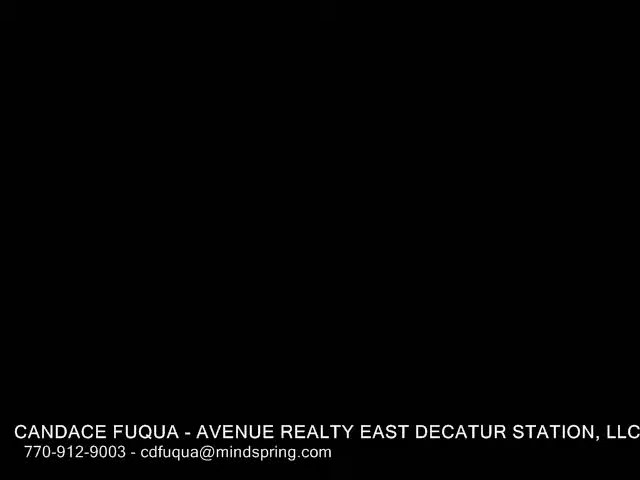 CANDACE FUQUA - AVENUE REALTY EAST DECATUR STATION, LLC
770-912-9003 - cdfuqua@mindspring.com